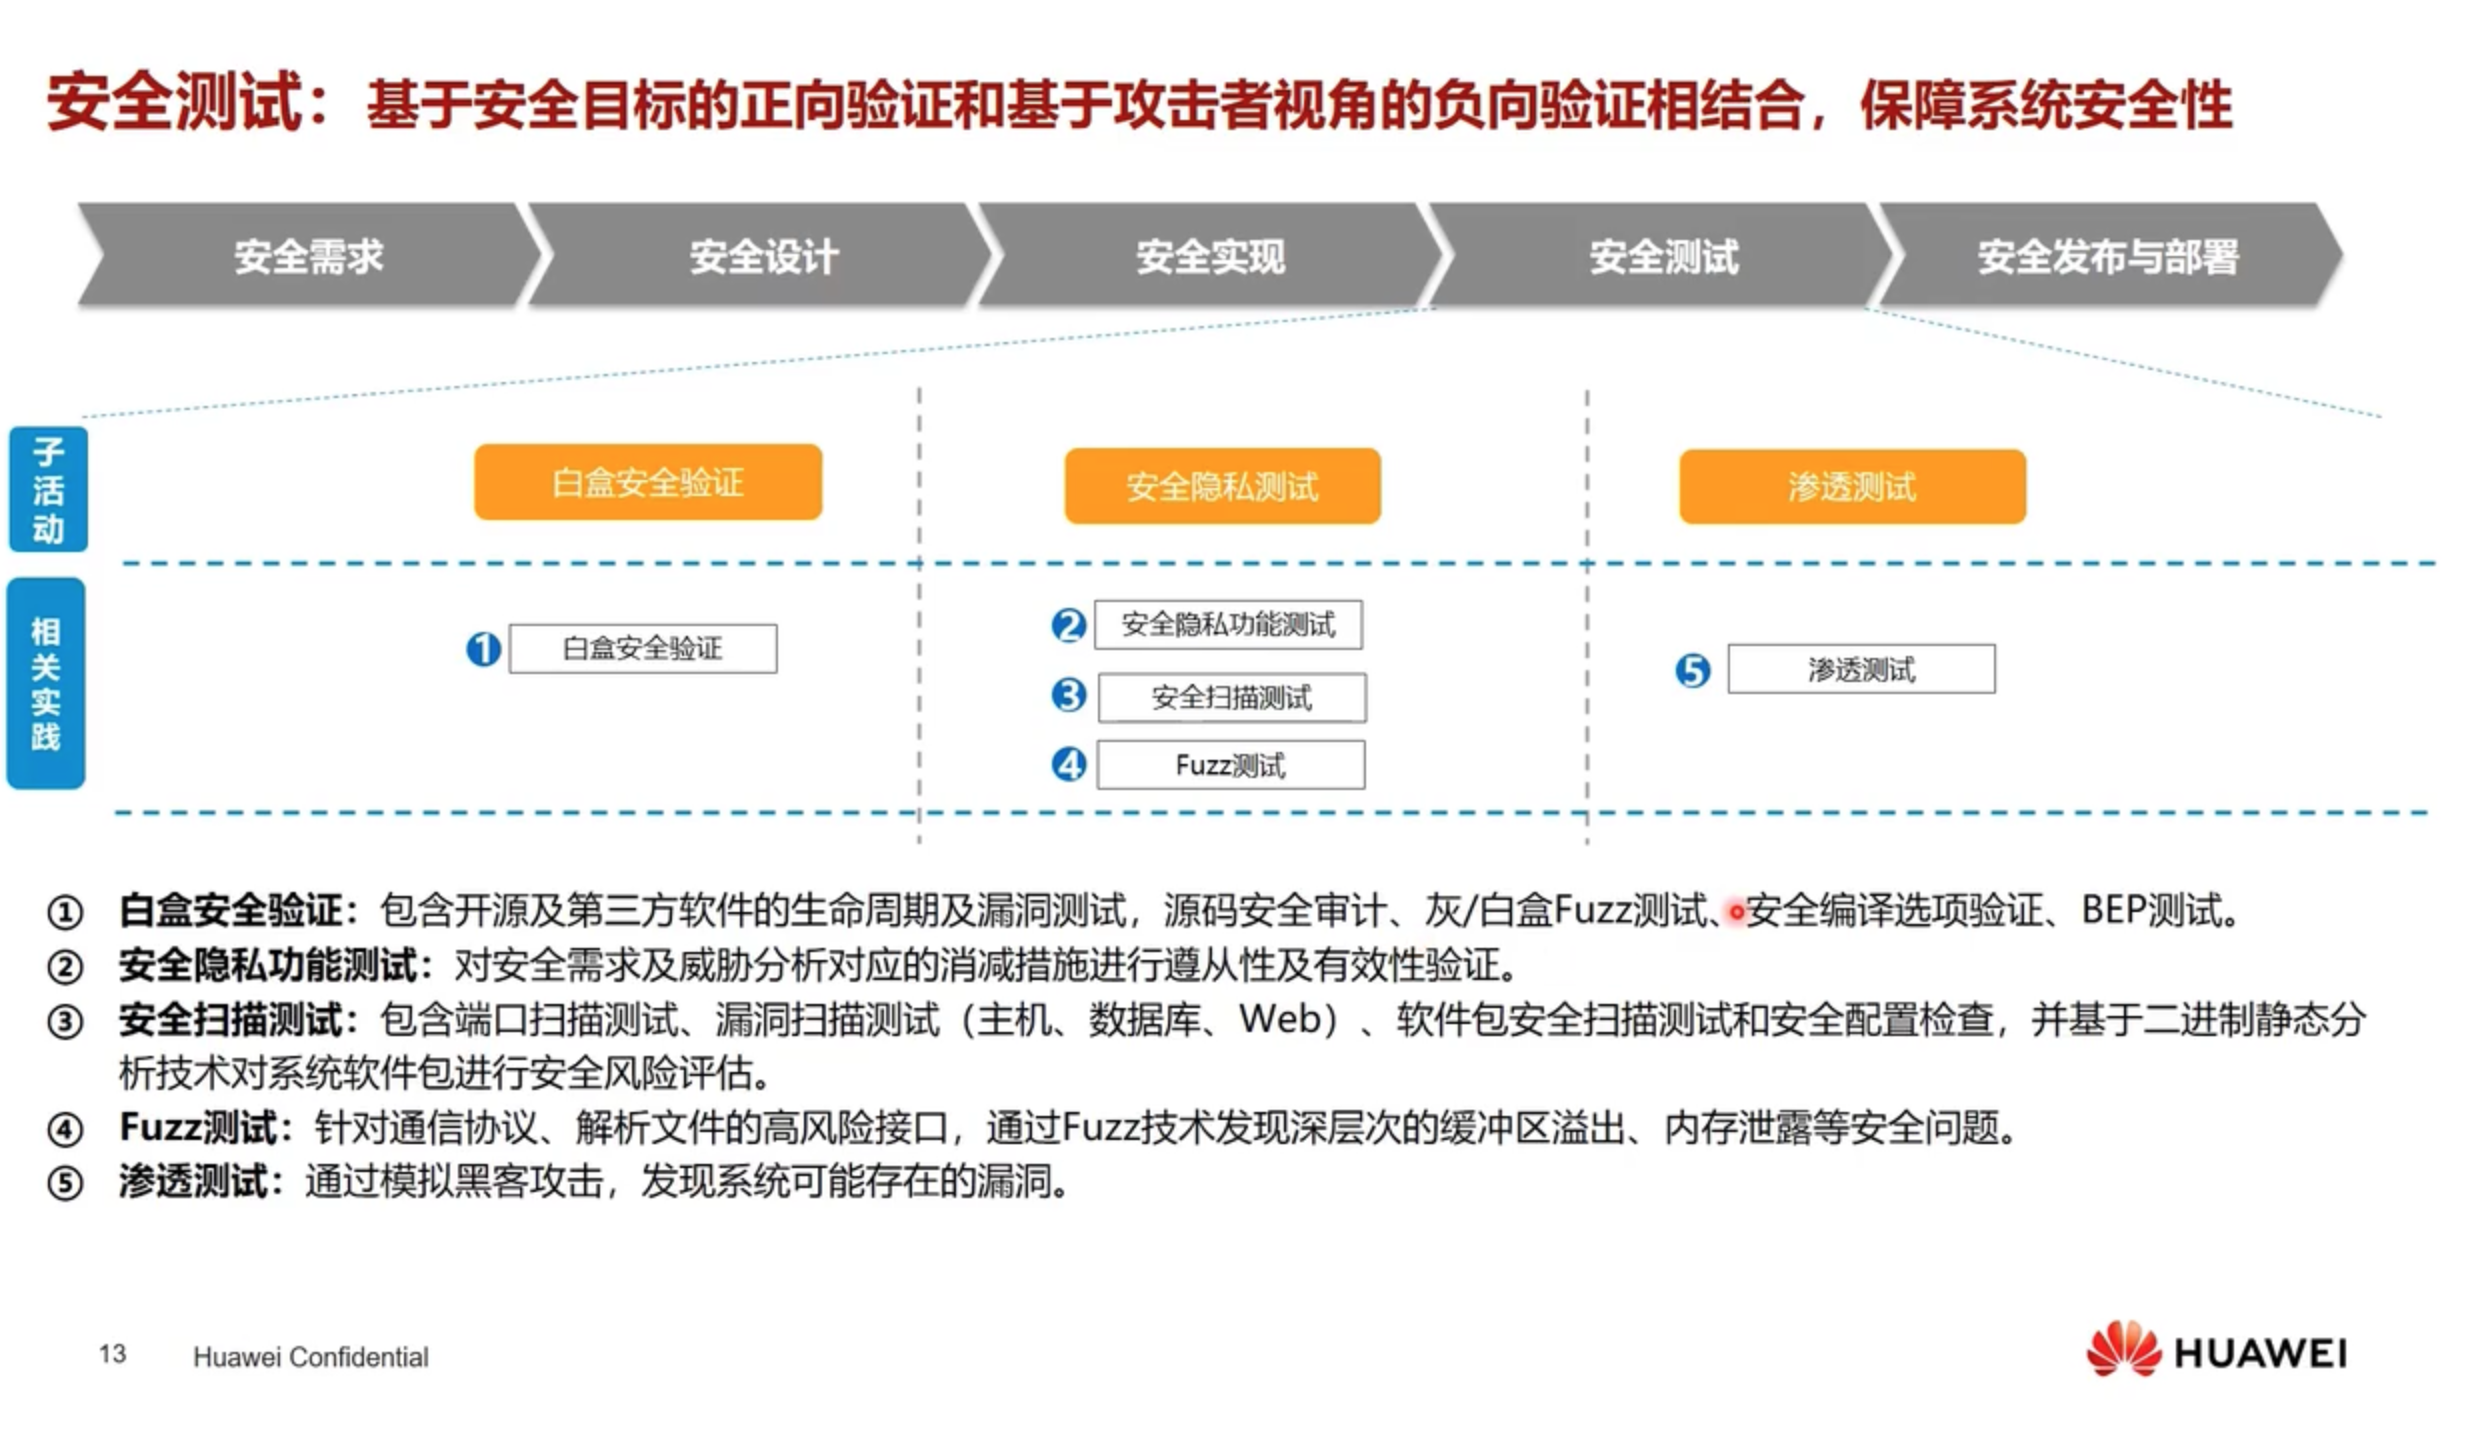 安全测试：基于安全目标的正向验证和基于攻击者视角的负向验证相结合，保障系统安全性
安全需求
安全设计
安全实现
安全测试
安全发布与部署
子活动
白盒安全验证
安全隐私测试
渗透测试
相关实践
1 白盒安全验证
2 安全隐私功能测试
3 安全扫描测试
4 Fuzz测试
5 渗透测试
① 白盒安全验证：包含开源及第三方软件的生命周期及漏洞测试，源码安全审计、灰/白盒Fuzz测试、安全编译选项验证、BEP测试。
② 安全隐私功能测试：对安全需求及威胁分析对应的消减措施进行遵从性及有效性验证。
③ 安全扫描测试：包含端口扫描测试、漏洞扫描测试（主机、数据库、Web）、软件包安全扫描测试和安全配置检查，并基于二进制静态分
析技术对系统软件包进行安全风险评估。
④ Fuzz测试：针对通信协议、解析文件的高风险接口，通过Fuzz技术发现深层次的缓冲区溢出、内存泄露等安全问题。
⑤ 渗透测试：通过模拟黑客攻击，发现系统可能存在的漏洞。
13 Huawei Confidential
HUAWEI